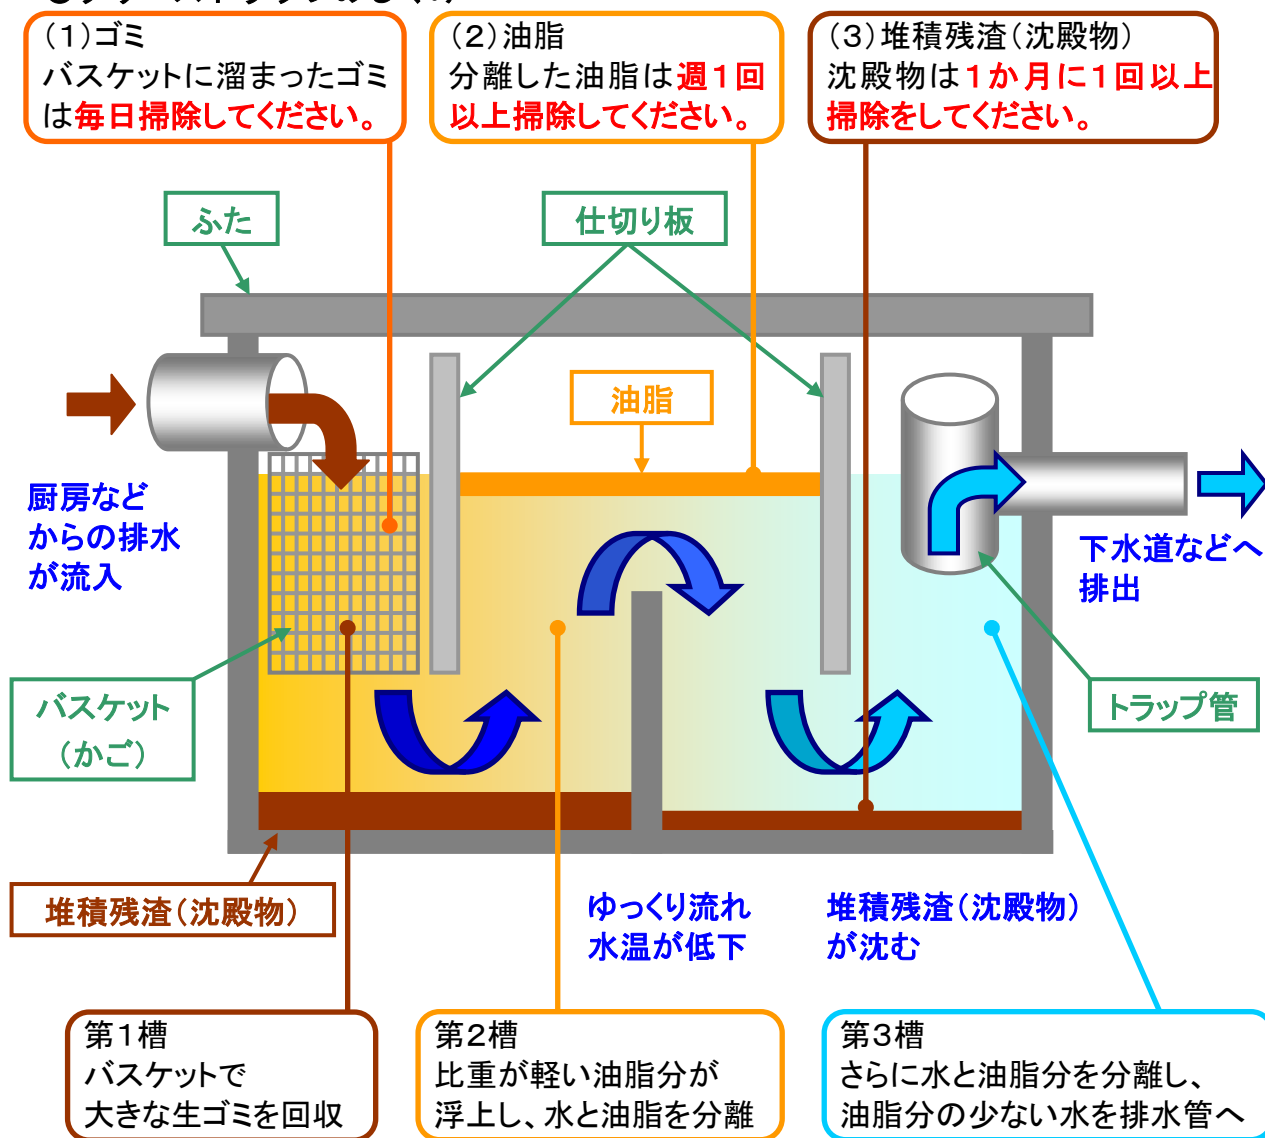 (1)ゴミ
バスケットに溜まったゴミ
は毎日掃除してください。
(2)油脂
分離した油脂は週1回
以上掃除してください。
(3)堆積残渣(沈殿物)
沈殿物は1か月に1回以上
掃除をしてください。
ふた
仕切り板
油脂
厨房など
からの排水
が流入
下水道などへ
排出
バスケット
(かご)
トラップ管
堆積残渣(沈殿物)
ゆっくり流れ
水温が低下
堆積残渣(沈殿物)
が沈む
第1槽
バスケットで
大きな生ゴミを回収
第2槽
比重が軽い油脂分が
浮上し、水と油脂を分離
第3槽
さらに水と油脂分を分離し、
油脂分の少ない水を排水管へ